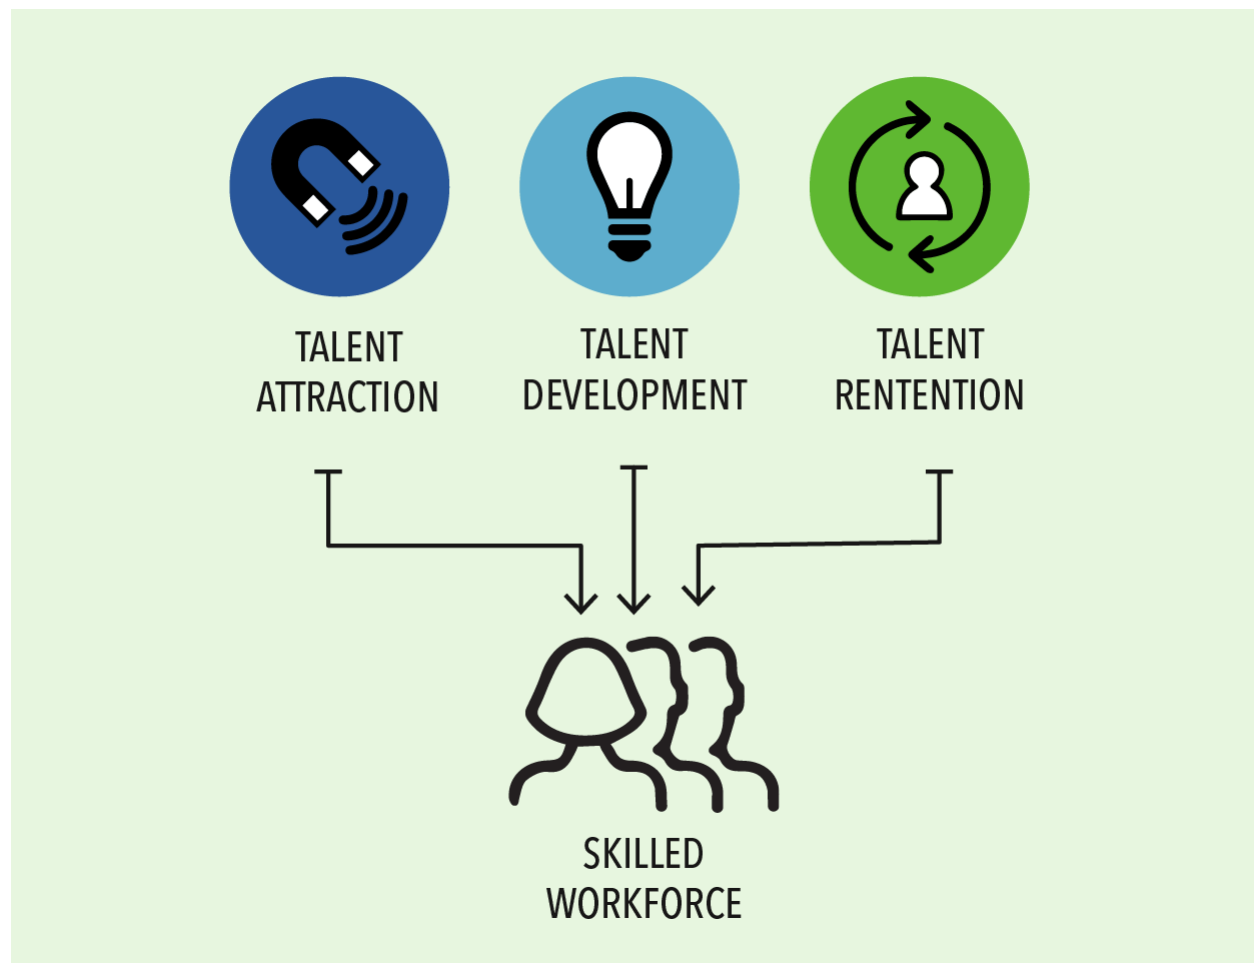 TALENT
ATTRACTION
TALENT
DEVELOPMENT
TALENT
RENTENTION
SKILLED
WORKFORCE